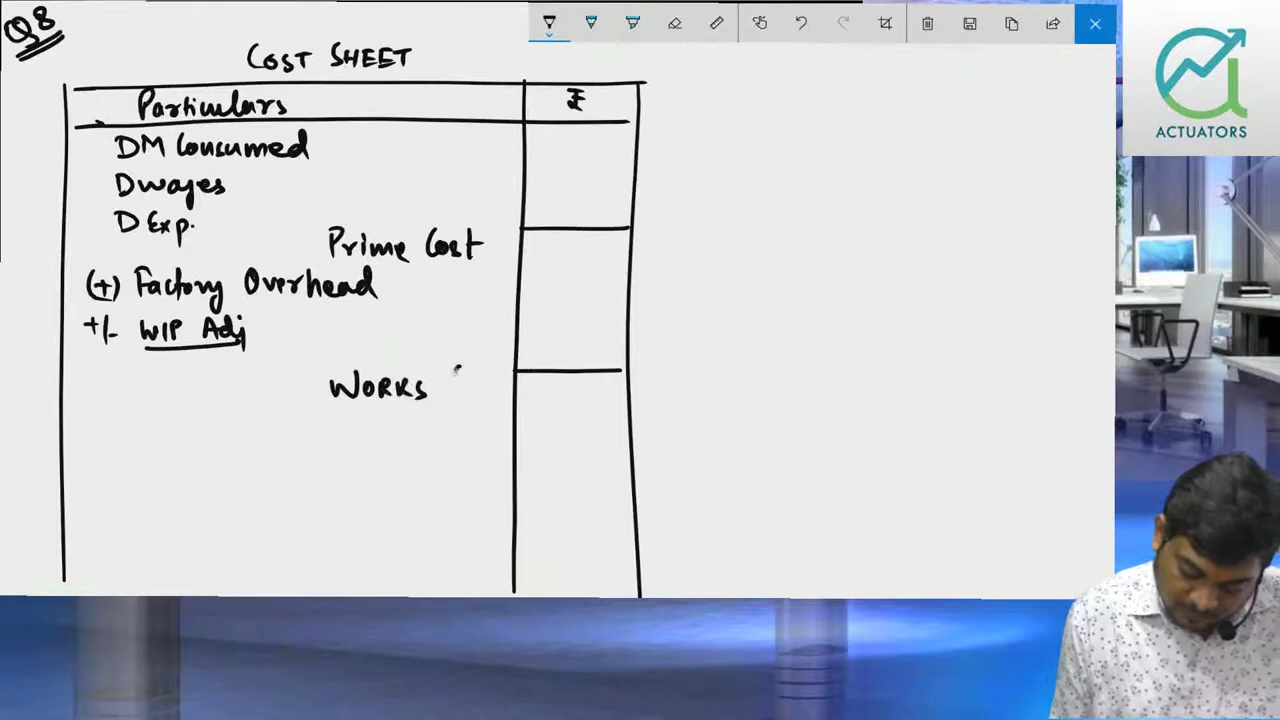 Q8
COST SHEET
Particulars ₹
DM Consumed
D wages
D Exp.
Prime Cost
(+) Factory Overhead
+/- WIP Adj
WORKS
ACTUATORS